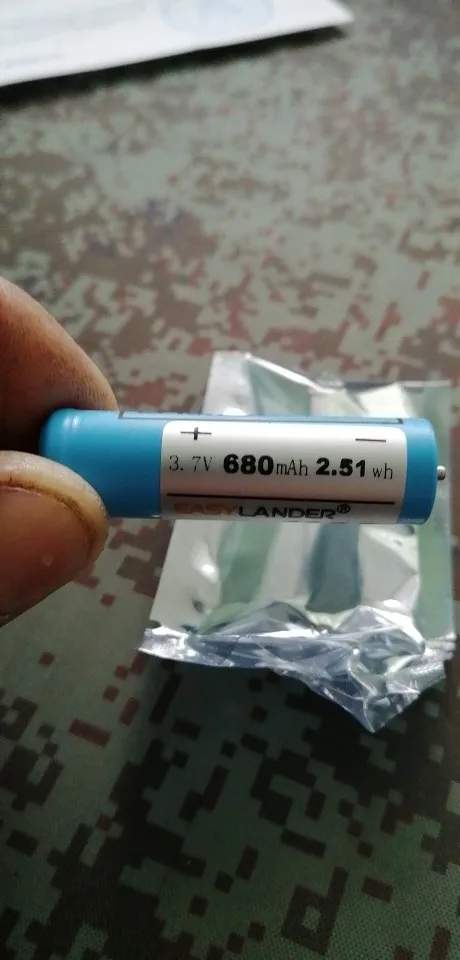 + —
3.7V 680mAh 2.51wh
EASYLANDER®